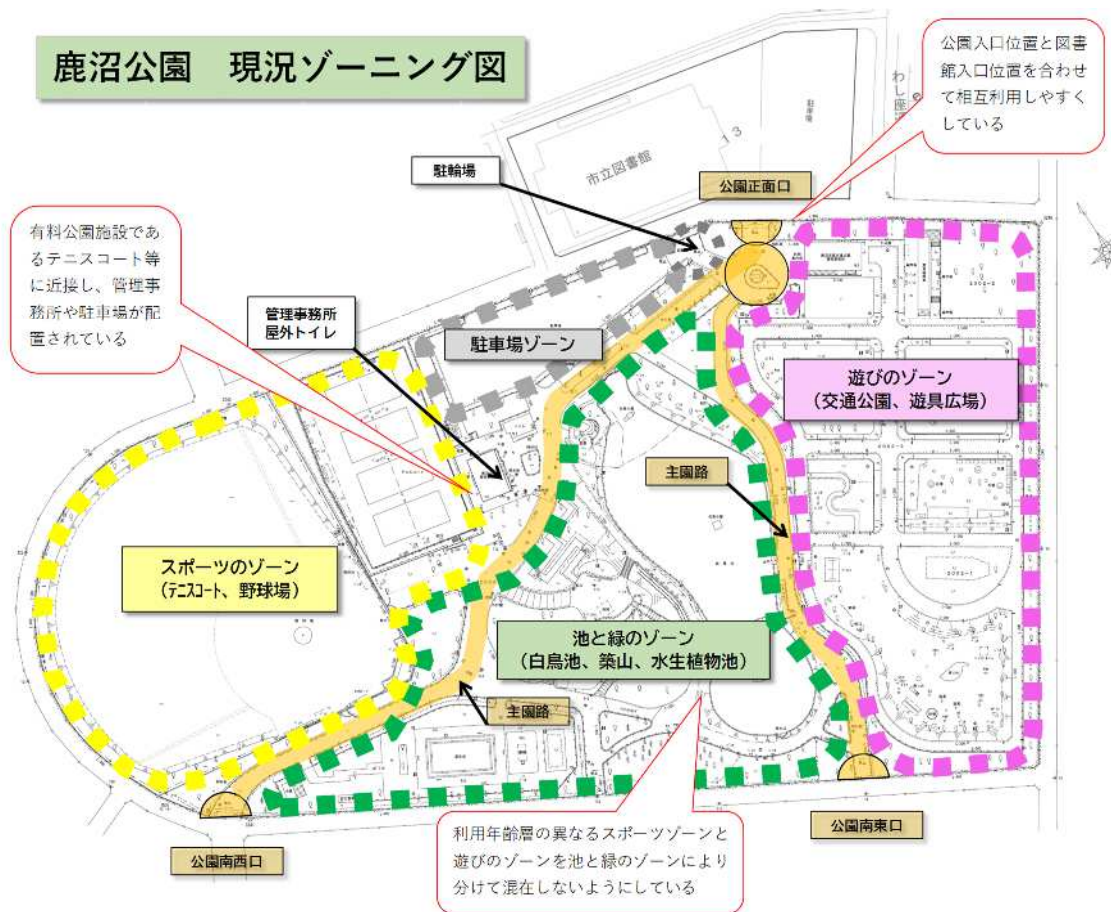 鹿沼公園　現況ゾーニング図
公園入口位置と図書
館入口位置を合わせ
て相互利用しやすく
している
わし座
駐車場
13
市立図書館
駐輪場
公園正面口
有料公園施設であ
るテニスコート等
に近接し、管理事
務所や駐車場が配
置されている
管理事務所
屋外トイレ
駐車場ゾーン
遊びのゾーン
（交通公園、遊具広場）
主園路
スポーツのゾーン
（ﾃﾆｽｺｰﾄ、野球場）
池と緑のゾーン
（白鳥池、築山、水生植物池）
主園路
公園南西口
公園南東口
利用年齢層の異なるスポーツゾーンと
遊びのゾーンを池と緑のゾーンにより
分けて混在しないようにしている